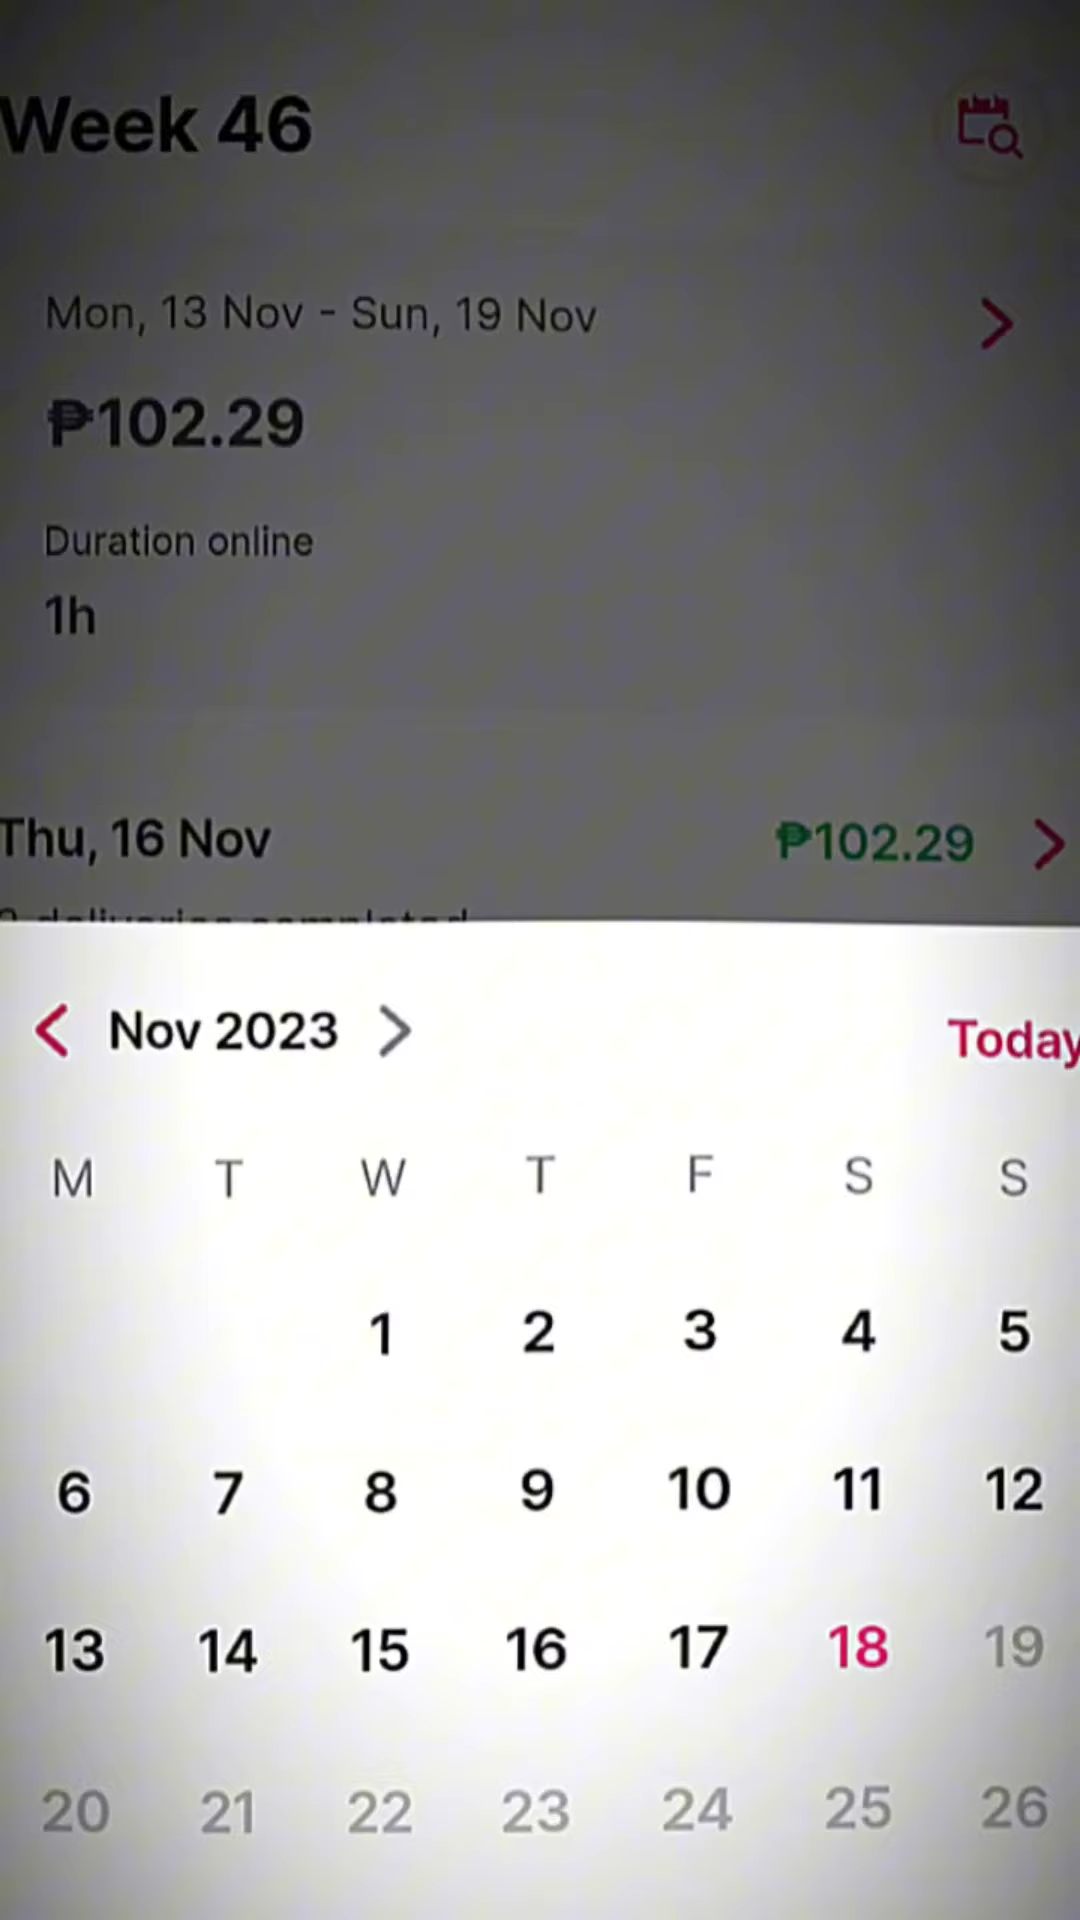 Week 46
Mon, 13 Nov - Sun, 19 Nov
₱102.29
Duration online
1h
Thu, 16 Nov ₱102.29
deliveries completed
Nov 2023 Today
M T W T F S S
1 2 3 4 5
6 7 8 9 10 11 12
13 14 15 16 17 18 19
20 21 22 23 24 25 26